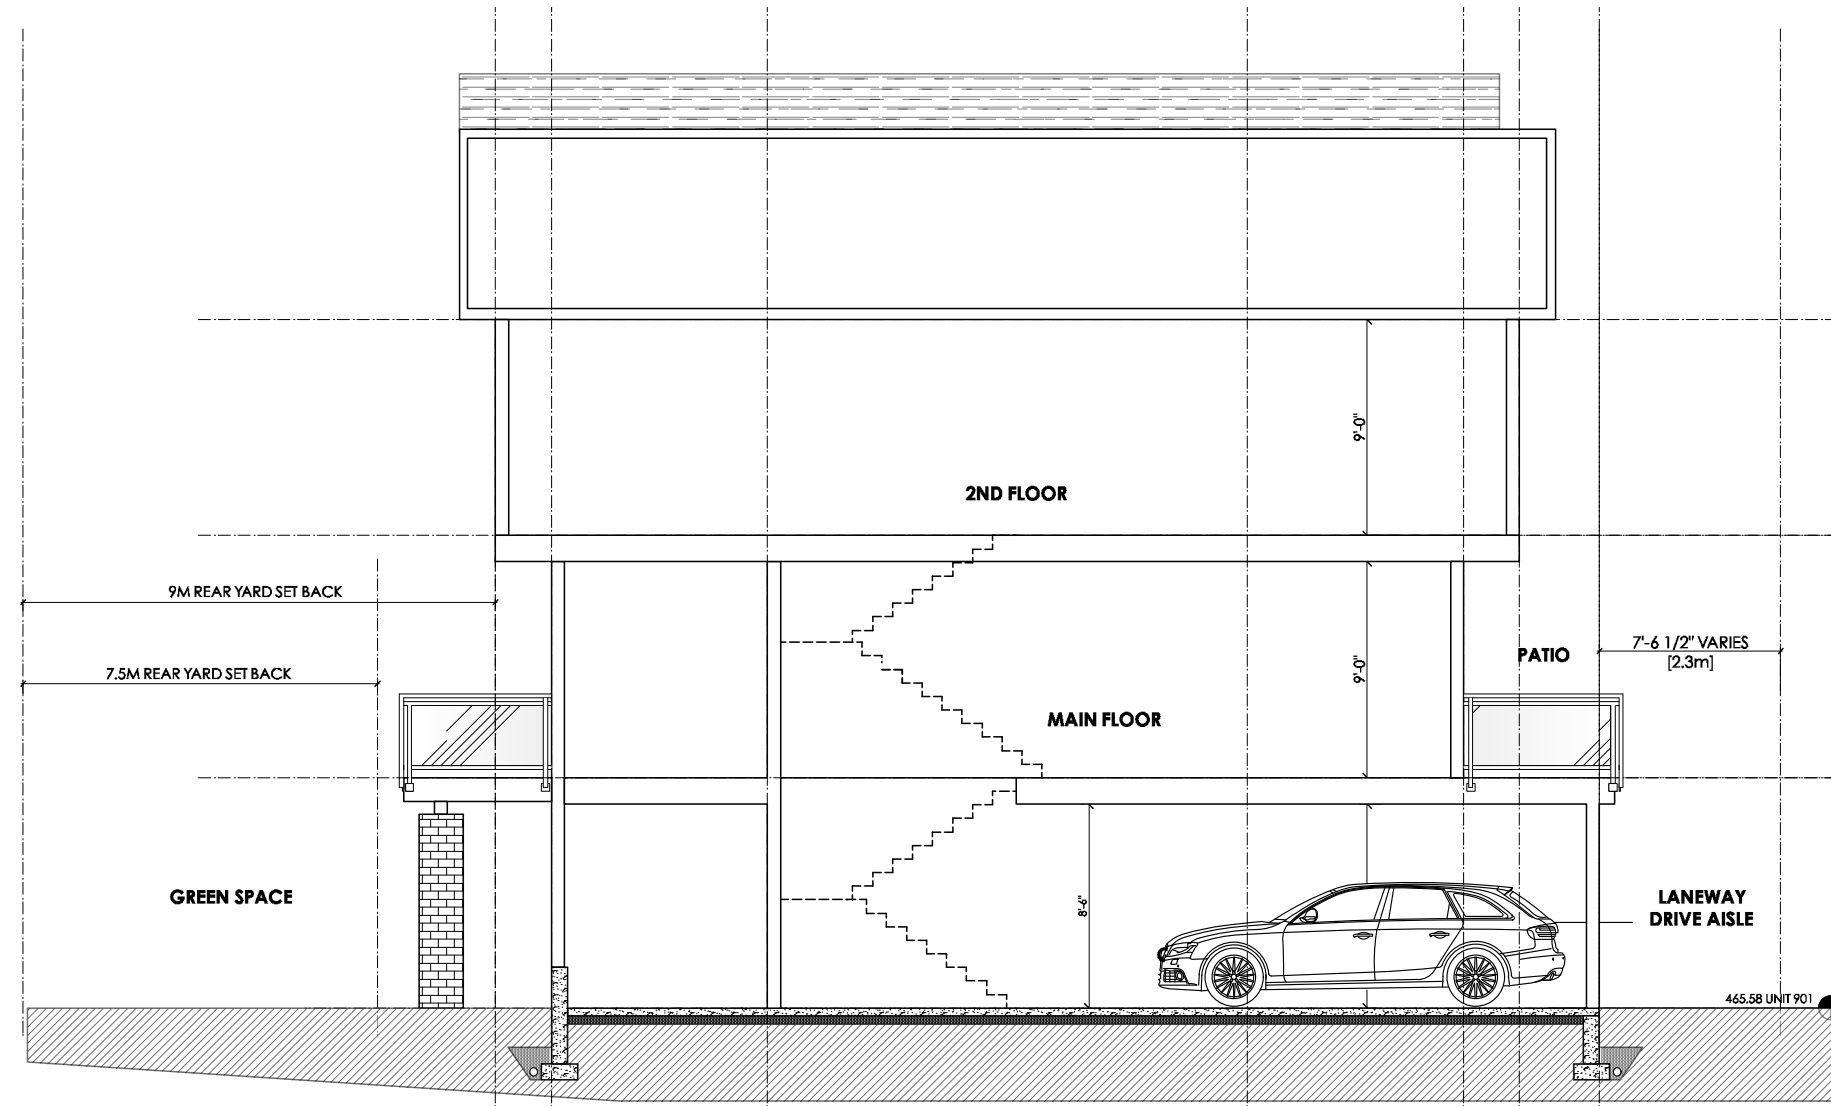 9'-0"
2ND FLOOR
9M REAR YARD SET BACK
7.5M REAR YARD SET BACK
9'-0"
PATIO
7'-6 1/2" VARIES
[2.3m]
MAIN FLOOR
GREEN SPACE
8'-6"
LANEWAY
DRIVE AISLE
465.58 UNIT 901